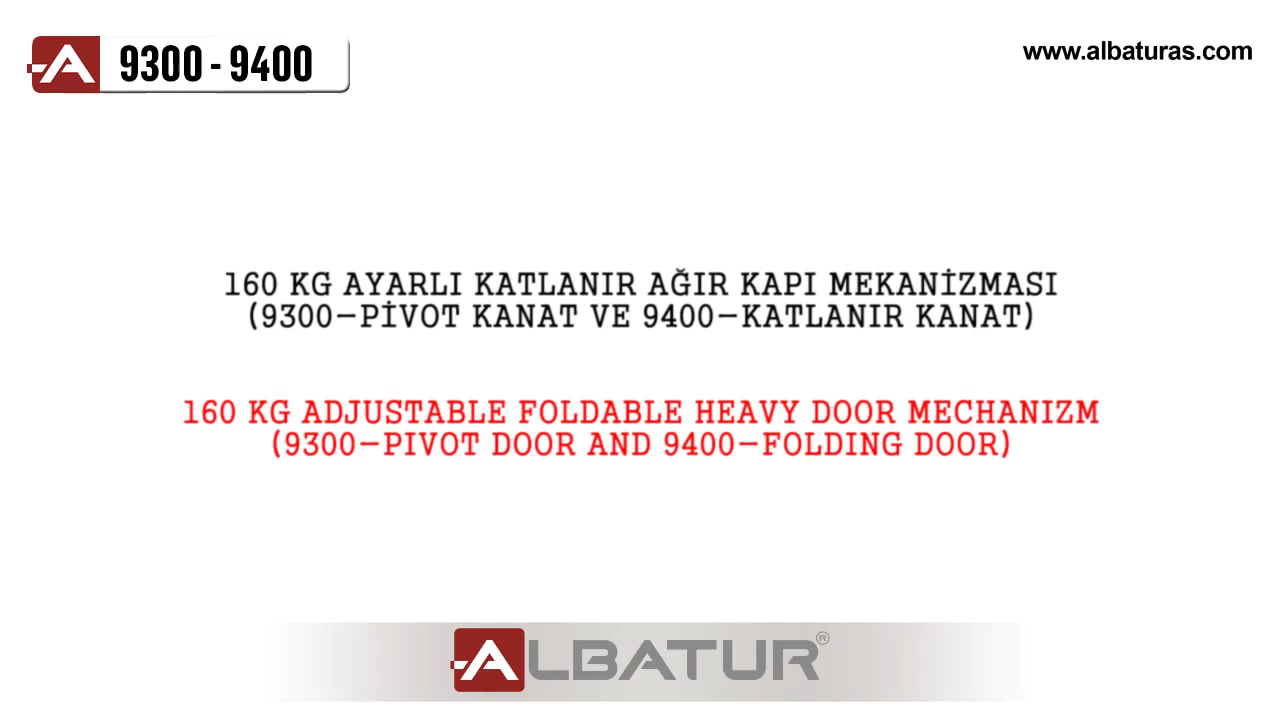 A 9300 - 9400
www.albaturas.com
160 KG AYARLI KATLANIR AĞIR KAPI MEKANİZMASI
(9300-PİVOT KANAT VE 9400-KATLANIR KANAT)
160 KG ADJUSTABLE FOLDABLE HEAVY DOOR MECHANIZM
(9300-PIVOT DOOR AND 9400-FOLDING DOOR)
ALBATUR®